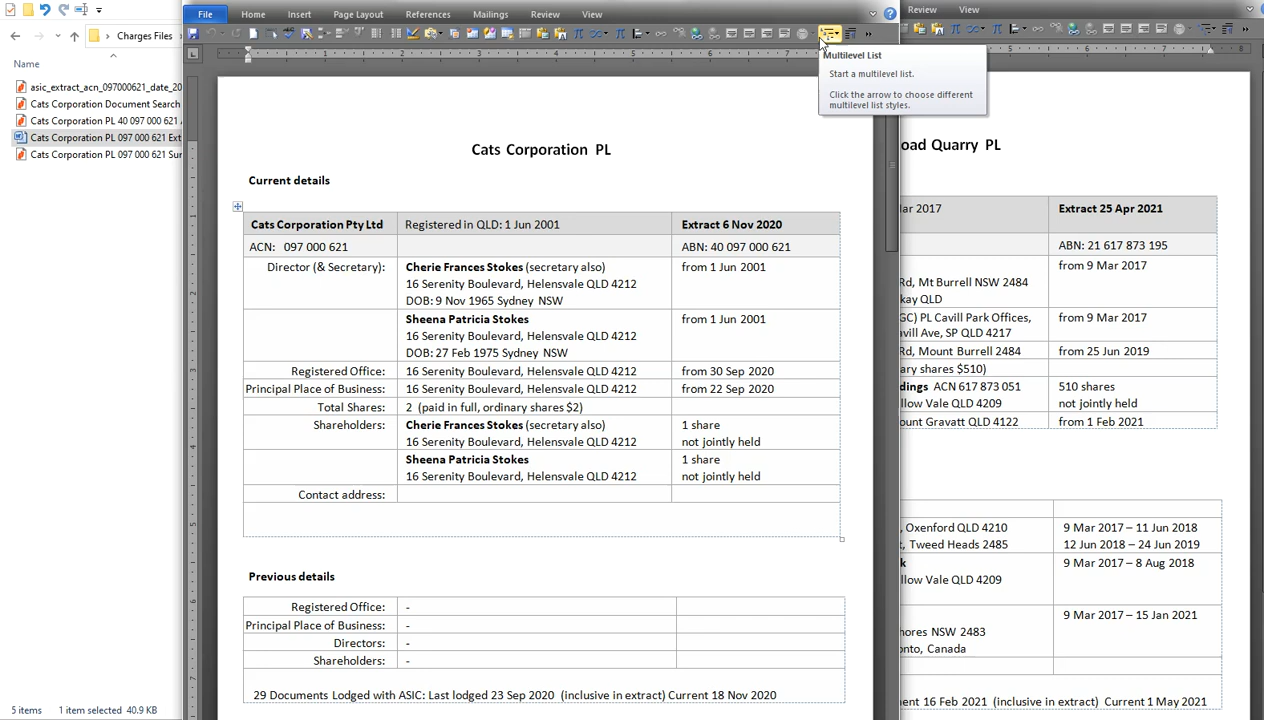 File Home Insert Page Layout References Mailings Review View
Review View
Charges Files
Name
asic_extract_acn_097000621_date_20
Cats Corporation Document Search
Cats Corporation PL 40 097 000 621
Cats Corporation PL 097 000 621 Ext
Cats Corporation PL 097 000 621 Sur
Multilevel List
Start a multilevel list.
Click the arrow to choose different
multilevel list styles.
Cats Corporation PL
Current details
Cats Corporation Pty Ltd Registered in QLD: 1 Jun 2001 Extract 6 Nov 2020
ACN: 097 000 621 ABN: 40 097 000 621
Director (& Secretary): Cherie Frances Stokes (secretary also) from 1 Jun 2001
16 Serenity Boulevard, Helensvale QLD 4212
DOB: 9 Nov 1965 Sydney NSW
Sheena Patricia Stokes from 1 Jun 2001
16 Serenity Boulevard, Helensvale QLD 4212
DOB: 27 Feb 1975 Sydney NSW
Registered Office: 16 Serenity Boulevard, Helensvale QLD 4212 from 30 Sep 2020
Principal Place of Business: 16 Serenity Boulevard, Helensvale QLD 4212 from 22 Sep 2020
Total Shares: 2 (paid in full, ordinary shares $2)
Shareholders: Cherie Frances Stokes (secretary also) 1 share
16 Serenity Boulevard, Helensvale QLD 4212 not jointly held
Sheena Patricia Stokes 1 share
16 Serenity Boulevard, Helensvale QLD 4212 not jointly held
Contact address:
Previous details
Registered Office: -
Principal Place of Business: -
Directors: -
Shareholders: -
29 Documents Lodged with ASIC: Last lodged 23 Sep 2020 (inclusive in extract) Current 18 Nov 2020
oad Quarry PL
ar 2017 Extract 25 Apr 2021
ABN: 21 617 873 195
from 9 Mar 2017
Rd, Mt Burrell NSW 2484
kay QLD
GC) PL Cavill Park Offices, from 9 Mar 2017
avill Ave, SP QLD 4217
Rd, Mount Burrell 2484 from 25 Jun 2019
ary shares $510)
dings ACN 617 873 051 510 shares
llow Vale QLD 4209 not jointly held
ount Gravatt QLD 4122 from 1 Feb 2021
, Oxenford QLD 4210 9 Mar 2017 – 11 Jun 2018
t, Tweed Heads 2485 12 Jun 2018 – 24 Jun 2019
k 9 Mar 2017 – 8 Aug 2018
llow Vale QLD 4209
9 Mar 2017 – 15 Jan 2021
hores NSW 2483
onto, Canada
ent 16 Feb 2021 (inclusive in extract) Current 1 May 2021
5 items 1 item selected 40.9 KB